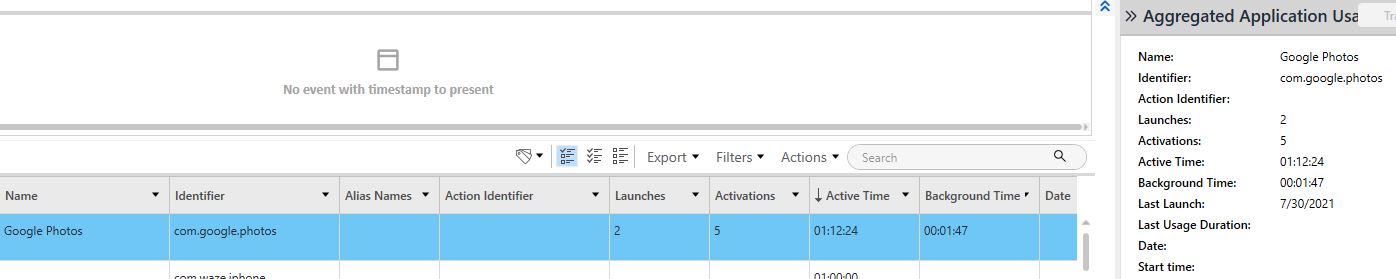 Aggregated Application Usa
Tra
No event with timestamp to present
Export Filters Actions Search
Name Identifier Alias Names Action Identifier Launches Activations Active Time Background Time Date
Google Photos com.google.photos 2 5 01:12:24 00:01:47
com.waze.iphone 01:00:00
Name: Google Photos
Identifier: com.google.photos
Action Identifier:
Launches: 2
Activations: 5
Active Time: 01:12:24
Background Time: 00:01:47
Last Launch: 7/30/2021
Last Usage Duration:
Date:
Start time: